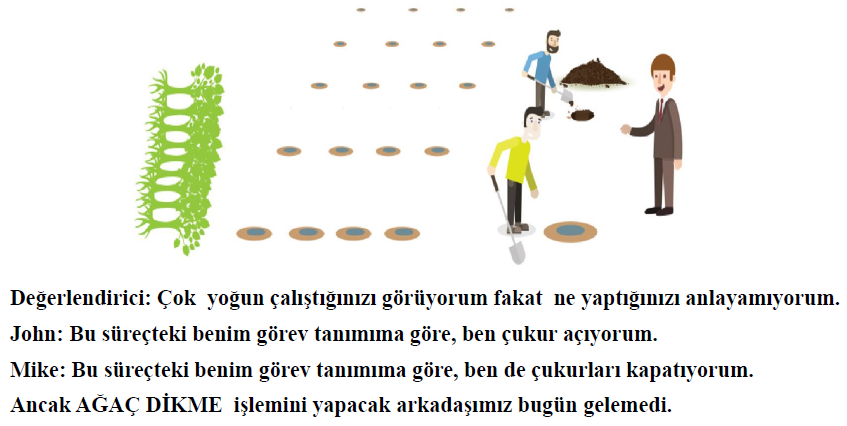 Değerlendirici: Çok yoğun çalıştığınızı görüyorum fakat ne yaptığınızı anlayamıyorum.
John: Bu süreçteki benim görev tanımıma göre, ben çukur açıyorum.
Mike: Bu süreçteki benim görev tanımıma göre, ben de çukurları kapatıyorum.
Ancak AĞAÇ DİKME işlemini yapacak arkadaşımız bugün gelemedi.